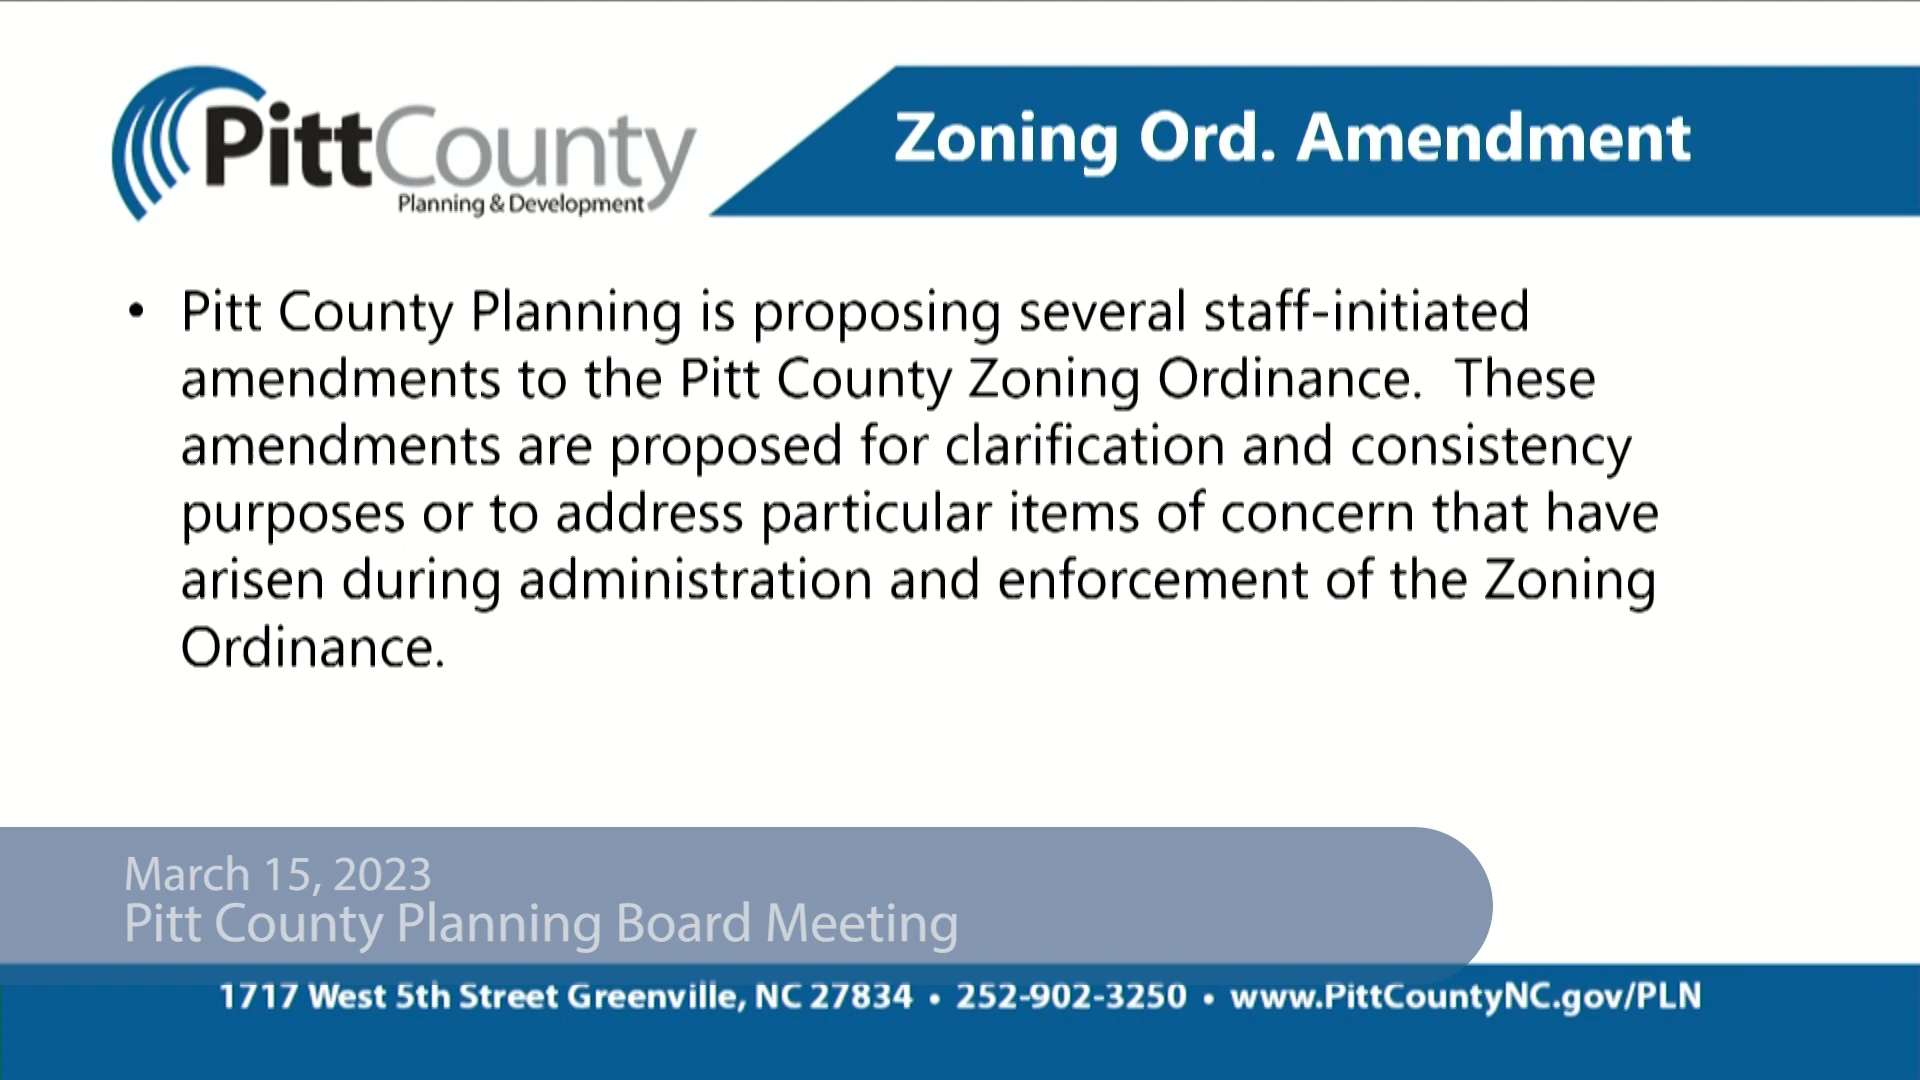 PittCounty
Planning & Development
Zoning Ord. Amendment
• Pitt County Planning is proposing several staff-initiated
amendments to the Pitt County Zoning Ordinance.  These
amendments are proposed for clarification and consistency
purposes or to address particular items of concern that have
arisen during administration and enforcement of the Zoning
Ordinance.
March 15, 2023
Pitt County Planning Board Meeting
1717 West 5th Street Greenville, NC 27834 • 252-902-3250 • www.PittCountyNC.gov/PLN